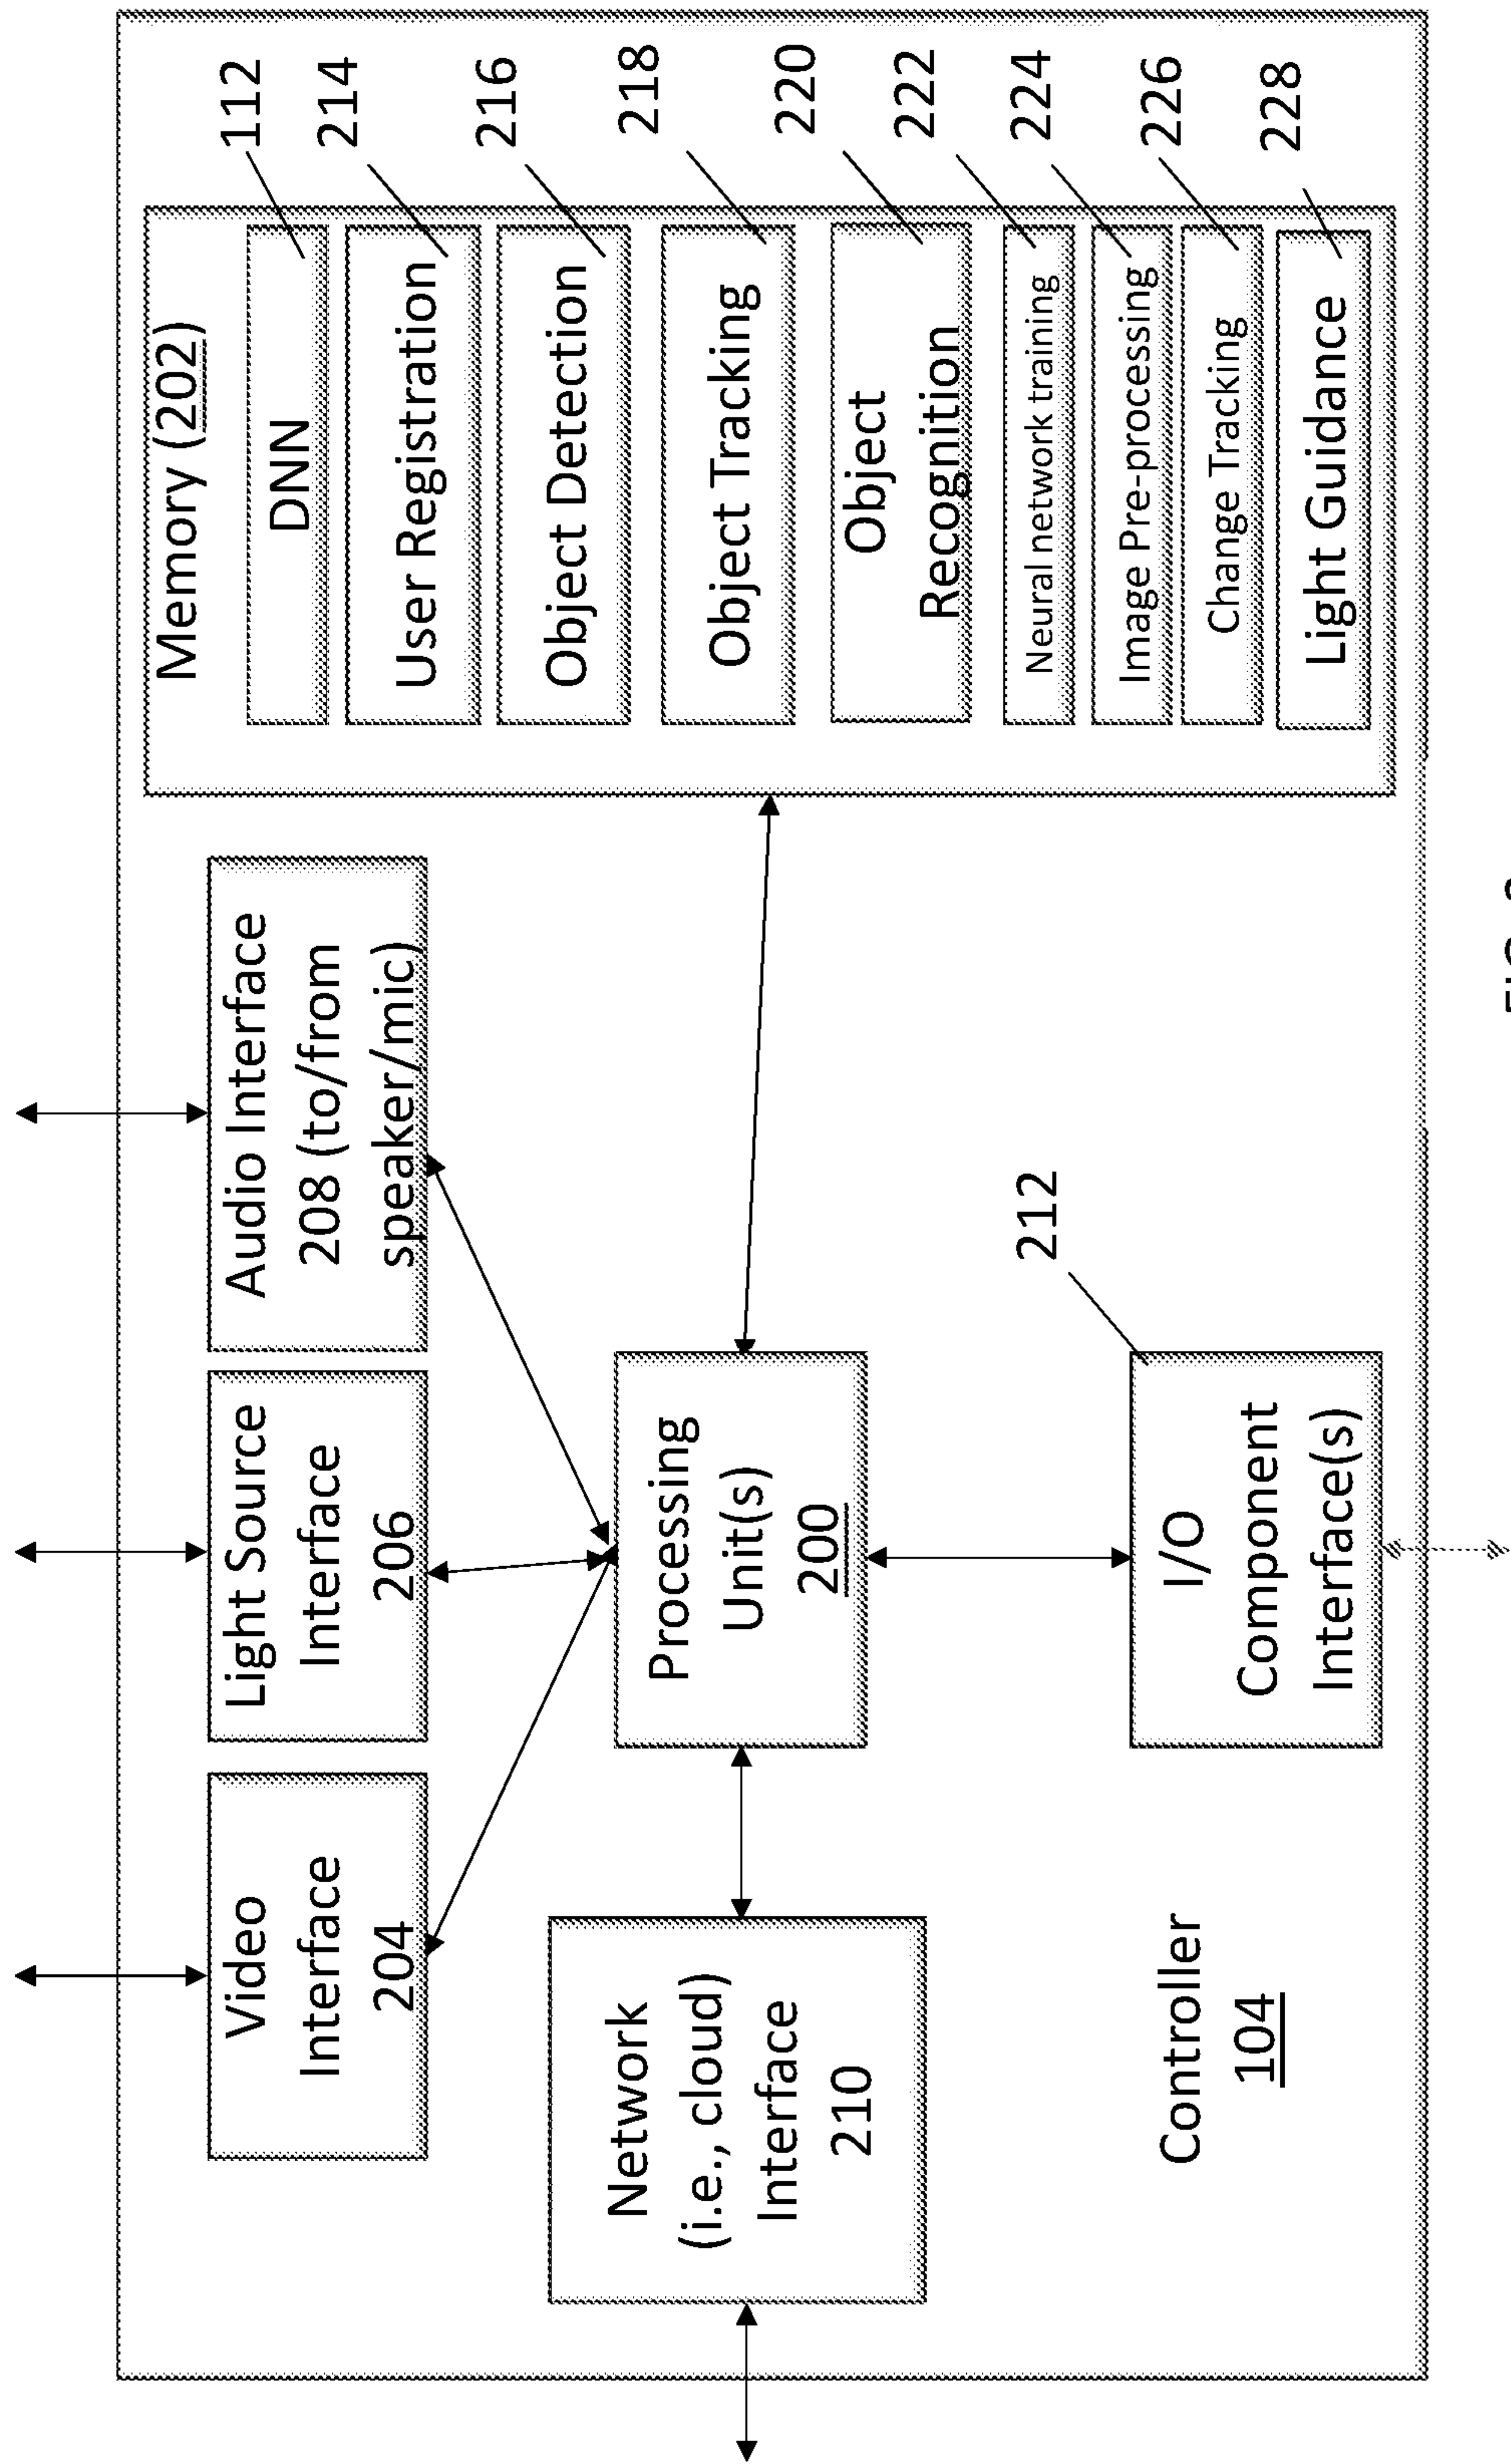 Video
Interface
204
Light Source
Interface
206
Audio Interface
208 (to/from
speaker/mic)
Memory (202)
DNN
112
User Registration
214
Object Detection
216
Object Tracking
218
Object
Recognition
220
Neural network training
222
Image Pre-processing
224
Change Tracking
226
Light Guidance
228
Network
(i.e., cloud)
Interface
210
Processing
Unit(s)
200
212
I/O
Component
Interface(s)
Controller
104